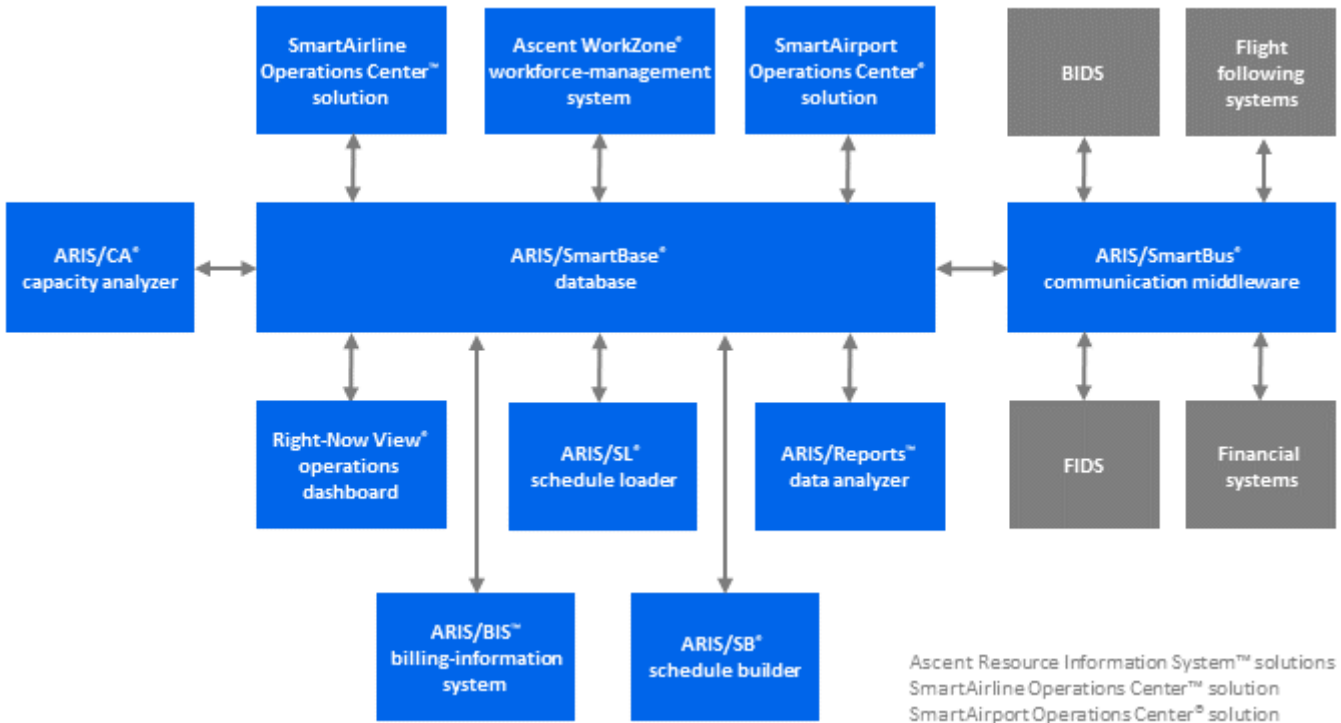 SmartAirline
Operations Center™
solution
Ascent WorkZone®
workforce-management
system
SmartAirport
Operations Center®
solution
BIDS
Flight
following
systems
ARIS/CA®
capacity analyzer
ARIS/SmartBase®
database
ARIS/SmartBus®
communication middleware
Right-Now View®
operations
dashboard
ARIS/SL®
schedule loader
ARIS/Reports™
data analyzer
FIDS
Financial
systems
ARIS/BIS™
billing-information
system
ARIS/SB®
schedule builder
Ascent Resource Information System™ solutions
SmartAirline Operations Center™ solution
SmartAirport Operations Center® solution